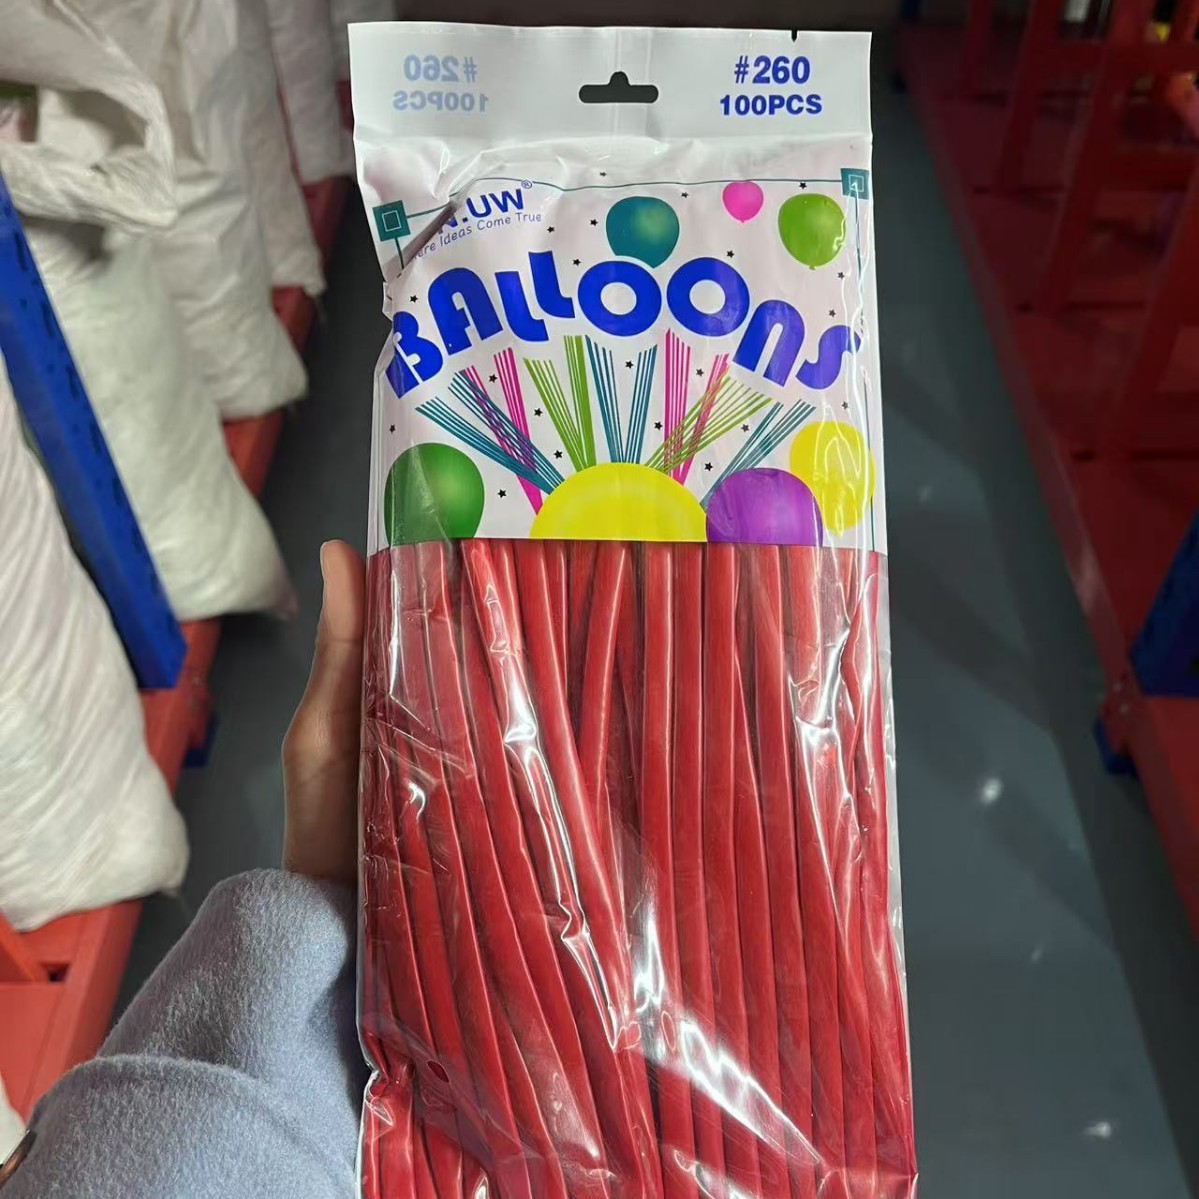 #260
100PCS
#260
100PCS
N.UW®
ere Ideas Come True
BALLOONS